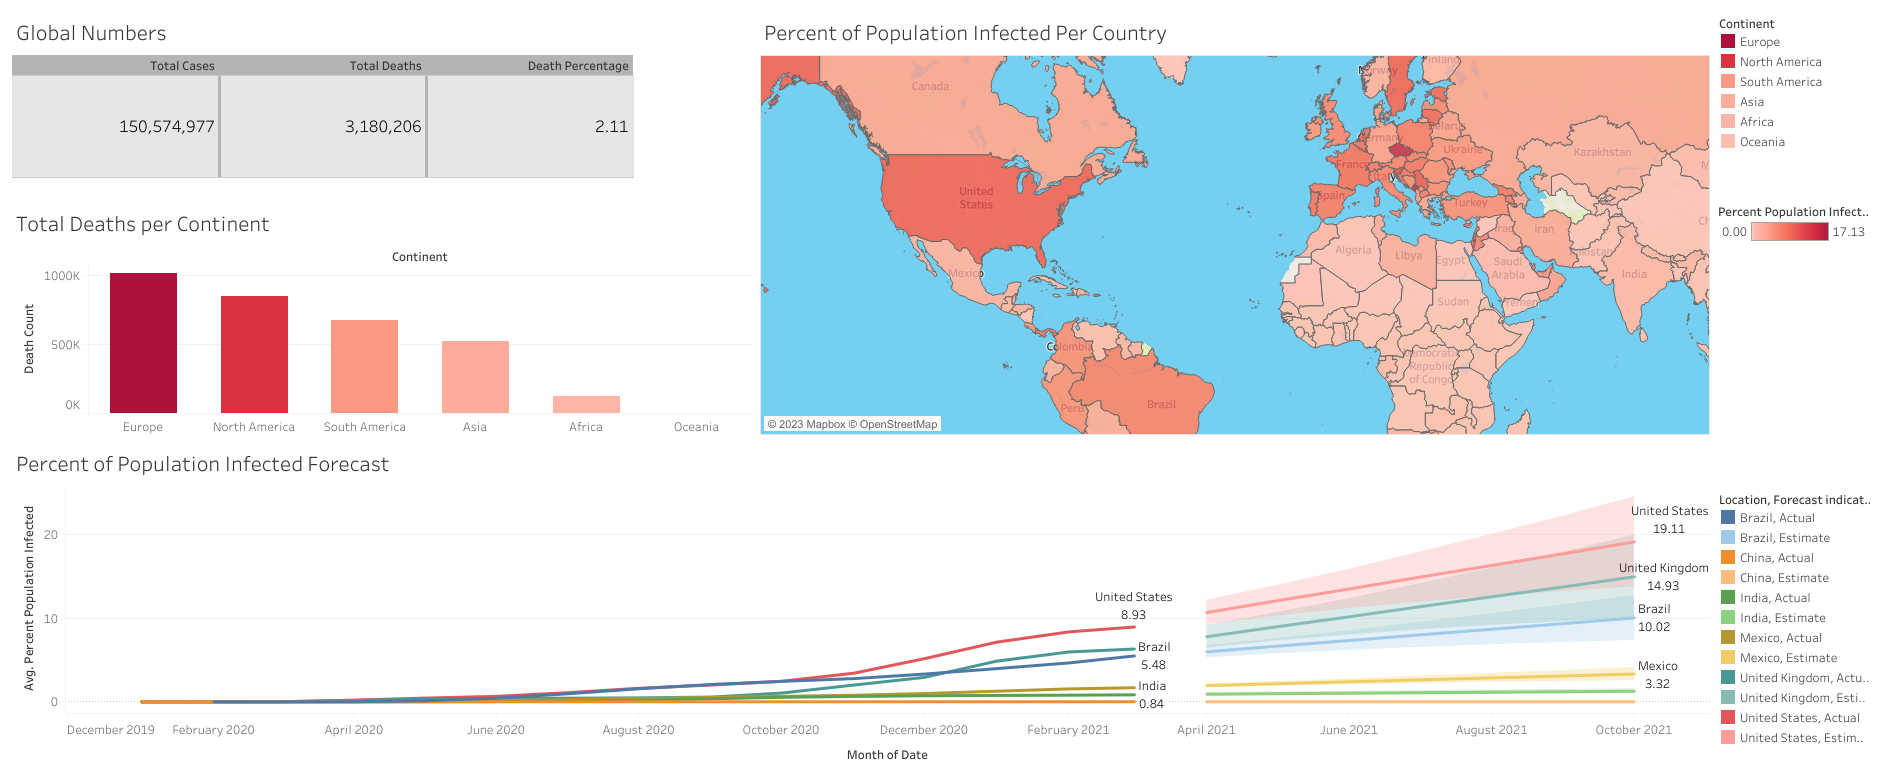 Global Numbers
Total Cases Total Deaths Death Percentage
150,574,977 3,180,206 2.11
Total Deaths per Continent
Continent
Death Count
1000K
500K
0K
Europe North America South America Asia Africa Oceania
Percent of Population Infected Per Country
Canada
United
States
Mexico
Colombia
Peru
Brazil
Norway
Finland
Belarus
Germany
Ukraine
France
Italy
Spain
Turkey
Kazakhstan
Iraq
Iran
Pakistan
India
Algeria
Libya
Egypt
Saudi
Arabia
Sudan
Yemen
Democratic
Republic
of Congo
© 2023 Mapbox © OpenStreetMap
Continent
Europe
North America
South America
Asia
Africa
Oceania
Percent Population Infect..
0.00 17.13
Percent of Population Infected Forecast
Avg. Percent Population Infected
20
10
0
United States
8.93
Brazil
5.48
India
0.84
United States
19.11
United Kingdom
14.93
Brazil
10.02
Mexico
3.32
December 2019 February 2020 April 2020 June 2020 August 2020 October 2020 December 2020 February 2021 April 2021 June 2021 August 2021 October 2021
Month of Date
Location, Forecast indicat..
Brazil, Actual
Brazil, Estimate
China, Actual
China, Estimate
India, Actual
India, Estimate
Mexico, Actual
Mexico, Estimate
United Kingdom, Actu..
United Kingdom, Esti..
United States, Actual
United States, Estim..